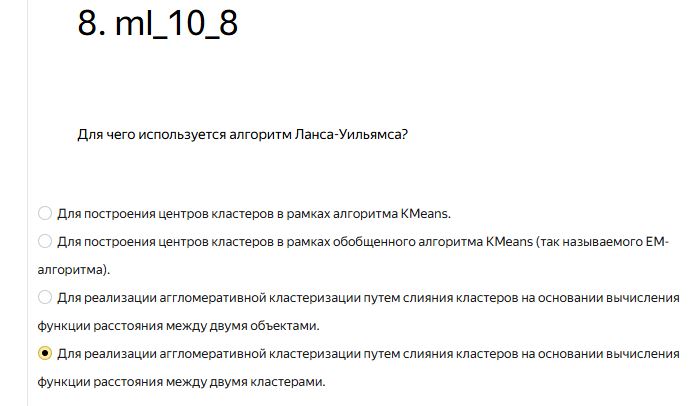 8. ml_10_8
Для чего используется алгоритм Ланса-Уильямса?
Для построения центров кластеров в рамках алгоритма KMeans.
Для построения центров кластеров в рамках обобщенного алгоритма KMeans (так называемого EM-
алгоритма).
Для реализации аггломеративной кластеризации путем слияния кластеров на основании вычисления
функции расстояния между двумя объектами.
Для реализации аггломеративной кластеризации путем слияния кластеров на основании вычисления
функции расстояния между двумя кластерами.